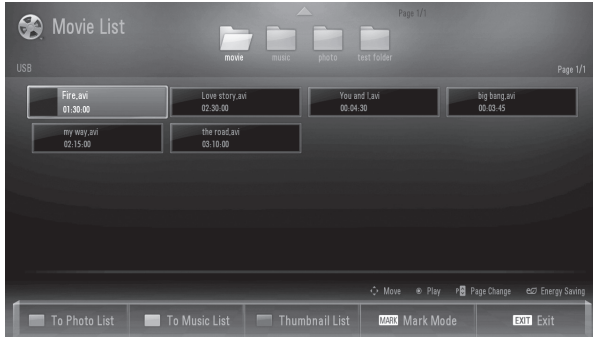 Movie List
Page 1/1
movie music photo test folder
USB
Page 1/1
Fire,avi
01:30:00
Love story,avi
02:30:00
You and I,avi
00:04:30
big bang,avi
00:03:45
my way,avi
02:15:00
the road,avi
03:10:00
Move Play P Page Change Energy Saving
To Photo List To Music List Thumbnail List MARK Mark Mode EXIT Exit